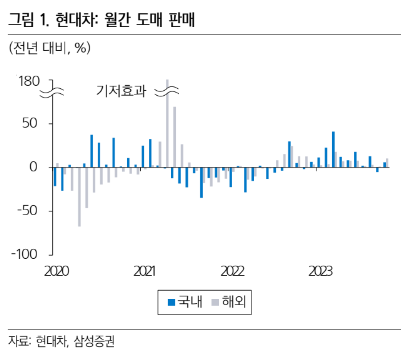 그림 1. 현대차: 월간 도매 판매
(전년 대비, %)
180
기저효과
50
0
-50
-100
2020 2021 2022 2023
국내 해외
자료: 현대차, 삼성증권